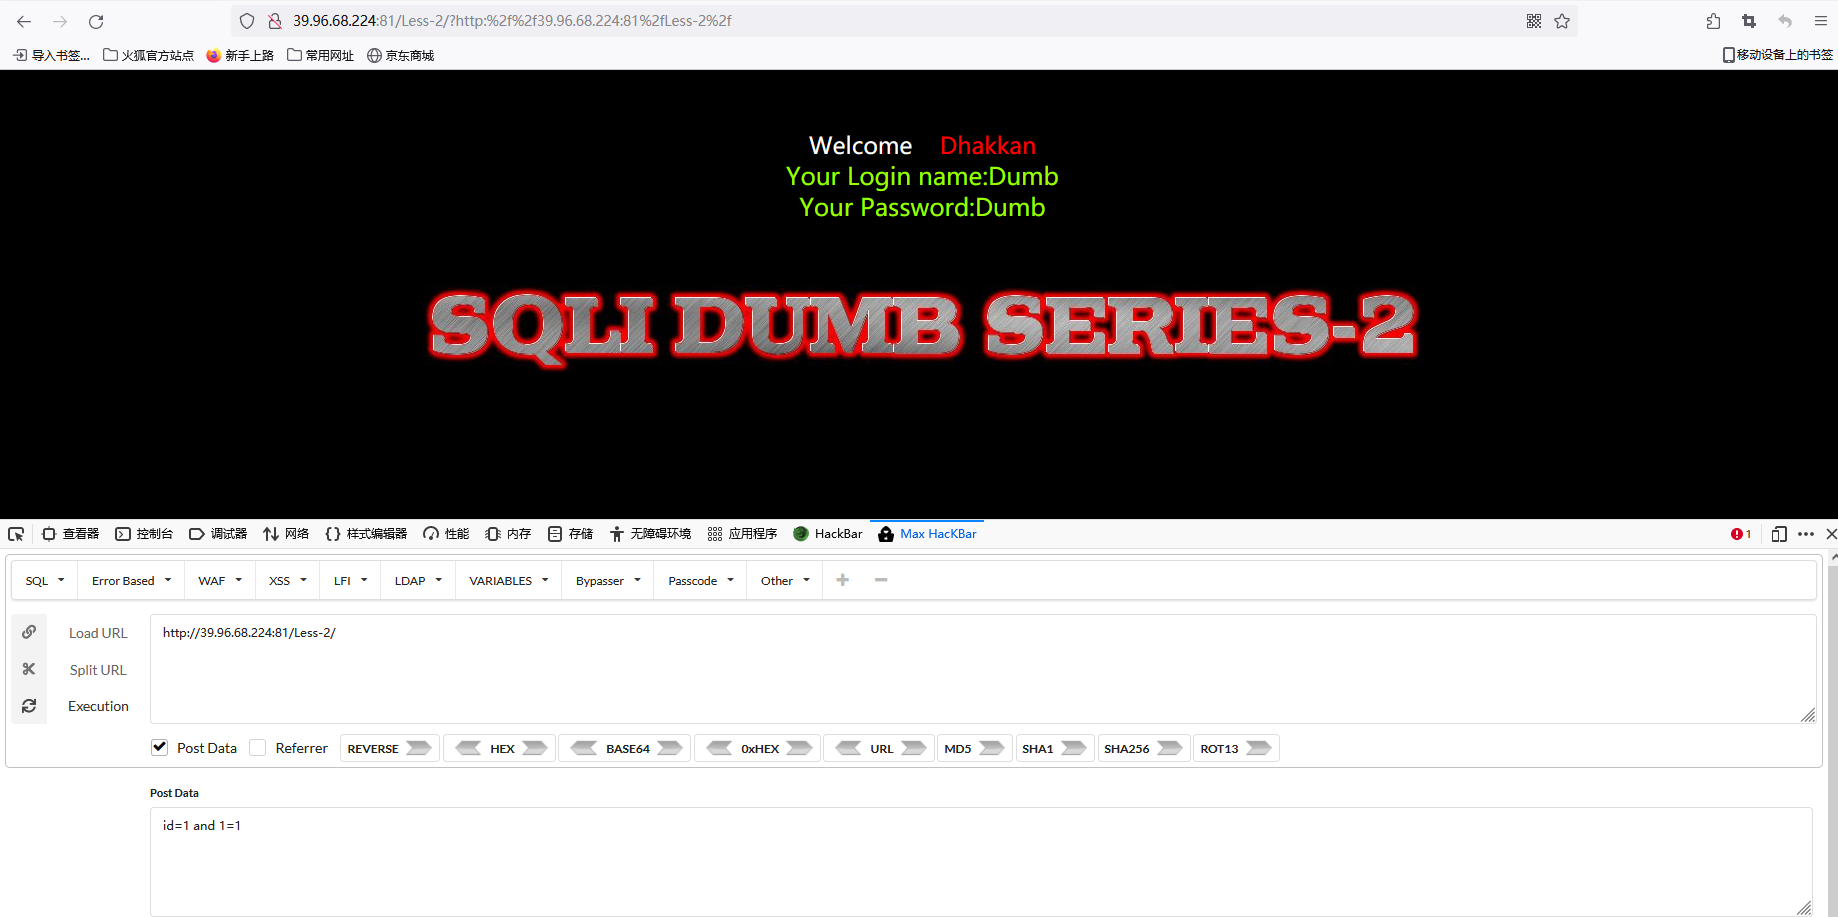 39.96.68.224:81/Less-2/?http:%2f%2f39.96.68.224:81%2fLess-2%2f
导入书签... 火狐官方站点 新手上路 常用网址 京东商城 移动设备上的书签
Welcome Dhakkan
Your Login name:Dumb
Your Password:Dumb
SQLI DUMB SERIES-2
查看器 控制台 调试器 网络 样式编辑器 性能 内存 存储 无障碍环境 应用程序 HackBar Max HacKBar 1
SQL Error Based WAF XSS LFI LDAP VARIABLES Bypasser Passcode Other
Load URL http://39.96.68.224:81/Less-2/
Split URL
Execution
Post Data Referrer REVERSE HEX BASE64 0xHEX URL MD5 SHA1 SHA256 ROT13
Post Data
id=1 and 1=1